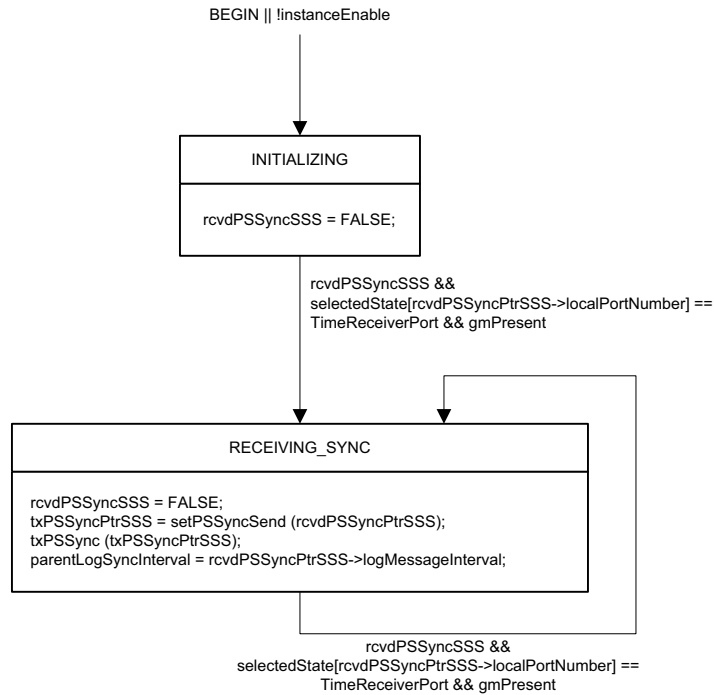 BEGIN || !instanceEnable
INITIALIZING
rcvdPSSyncSSS = FALSE;
rcvdPSSyncSSS &&
selectedState[rcvdPSSyncPtrSSS->localPortNumber] ==
TimeReceiverPort && gmPresent
RECEIVING_SYNC
rcvdPSSyncSSS = FALSE;
txPSSyncPtrSSS = setPSSyncSend (rcvdPSSyncPtrSSS);
txPSSync (txPSSyncPtrSSS);
parentLogSyncInterval = rcvdPSSyncPtrSSS->logMessageInterval;
rcvdPSSyncSSS &&
selectedState[rcvdPSSyncPtrSSS->localPortNumber] ==
TimeReceiverPort && gmPresent